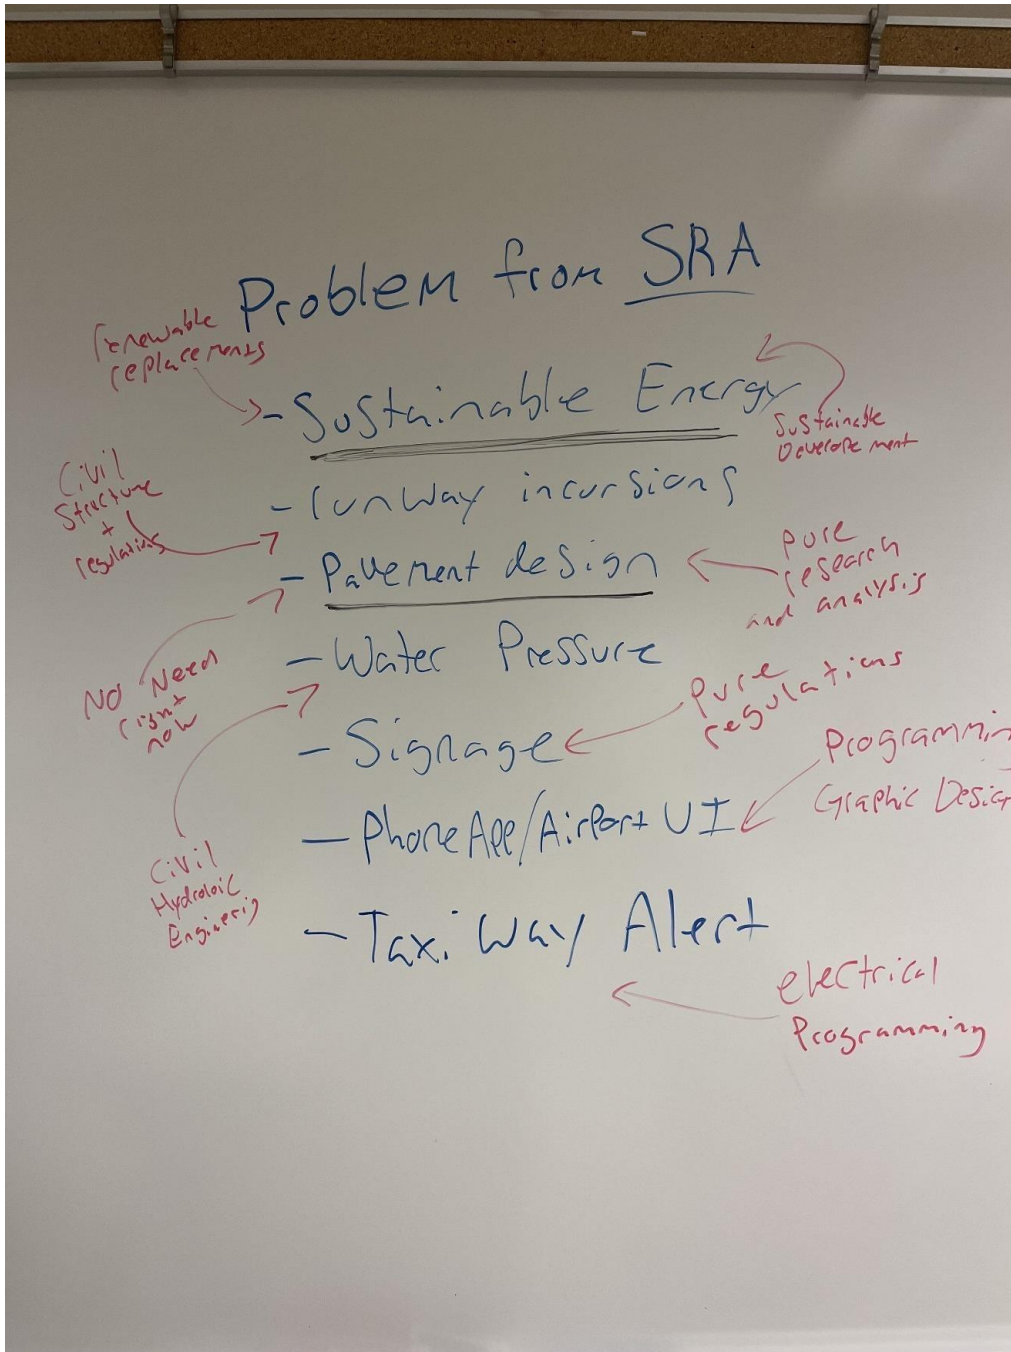 Problem from SRA
renewable
replacements
- Sustainable Energy
Sustainable
Developement
- runway incursions
Civil
Structure
+
regulations
- Pavement design
pure
research
and analysis
No Need
right
now
- Water Pressure
Civil
Hydroloic
Enginerig
- Signage
Pure
regulations
- Phone App/Airport UI
Programmin
Graphic Design
- Taxi Way Alert
electrical
Programming